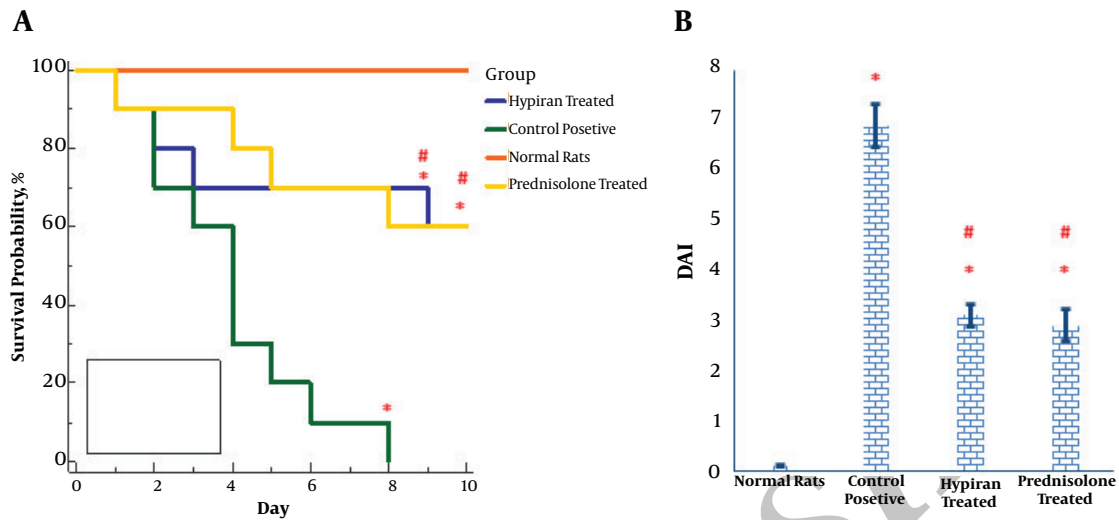 A
Survival Probability, %
100
80
60
40
20
0
0 2 4 6 8 10
Day
Group
Hypiran Treated
Control Posetive
Normal Rats
Prednisolone Treated
#
*
#
*
*
B
DAI
8
7
6
5
4
3
2
1
0
*
#
*
#
*
Normal Rats
Control Posetive
Hypiran Treated
Prednisolone Treated